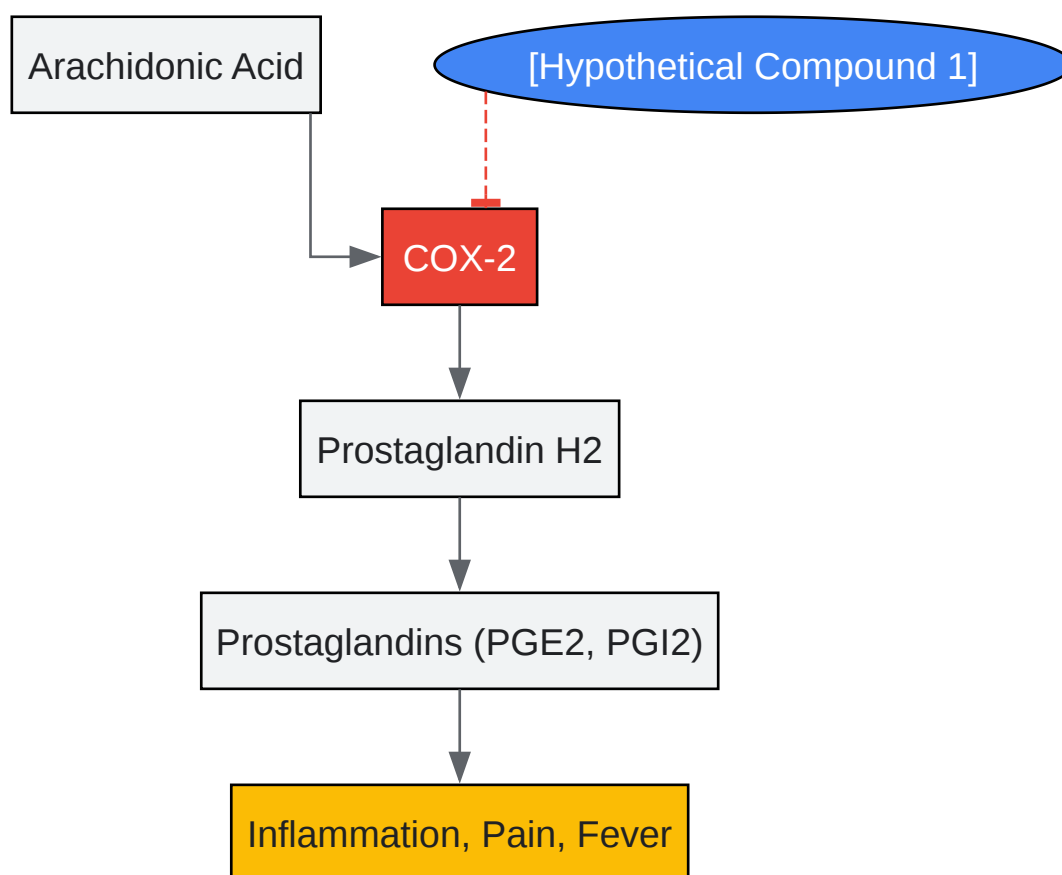 Arachidonic Acid
[Hypothetical Compound 1]
COX-2
Prostaglandin H2
Prostaglandins (PGE2, PGI2)
Inflammation, Pain, Fever